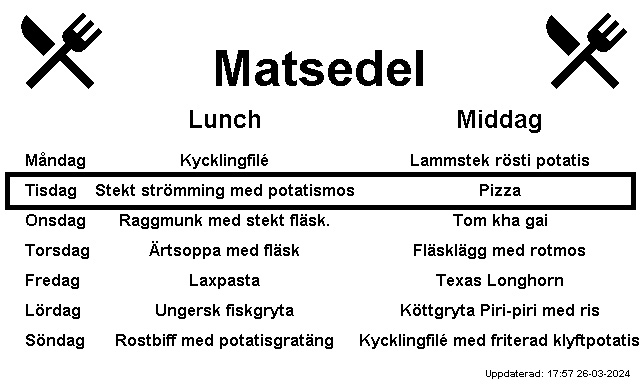 Matsedel
Lunch Middag
Måndag Kycklingfilé Lammstek rösti potatis
Tisdag Stekt strömming med potatismos Pizza
Onsdag Raggmunk med stekt fläsk. Tom kha gai
Torsdag Ärtsoppa med fläsk Fläsklägg med rotmos
Fredag Laxpasta Texas Longhorn
Lördag Ungersk fiskgryta Köttgryta Piri-piri med ris
Söndag Rostbiff med potatisgratäng Kycklingfilé med friterad klyftpotatis
Uppdaterad: 17:57 26-03-2024